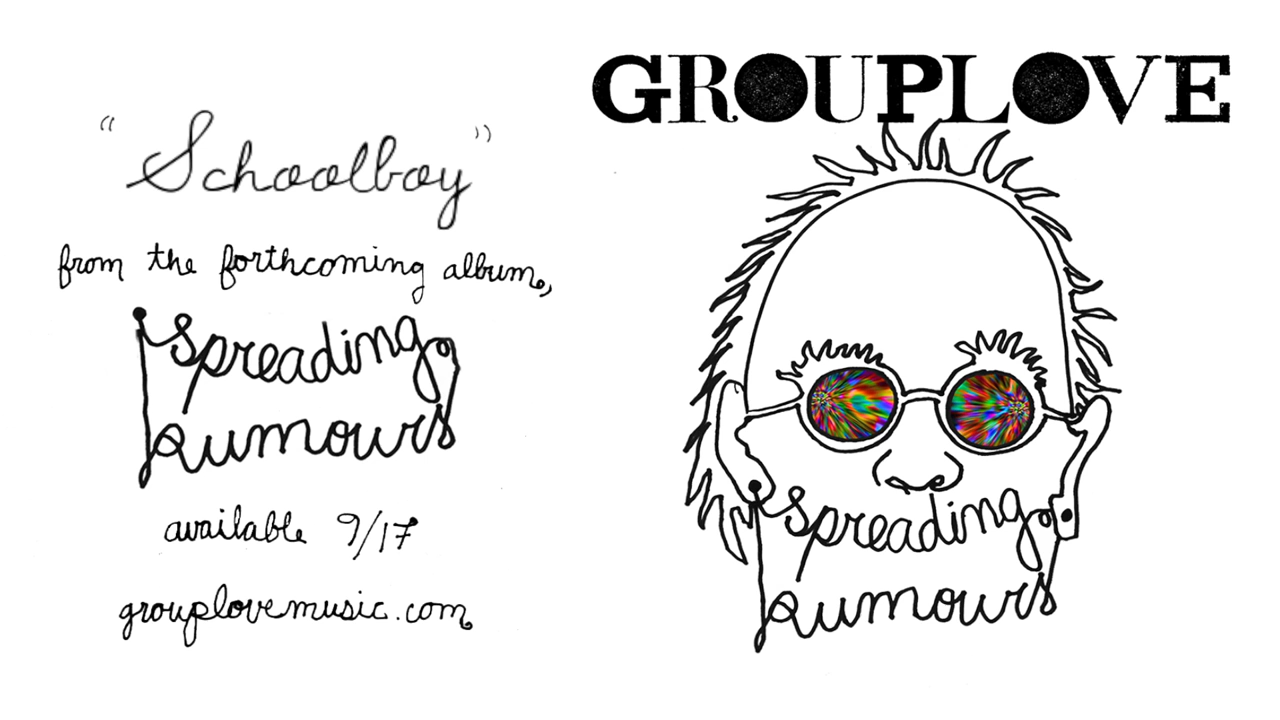 "Schoolboy"
from the forthcoming album,
spreading
rumours
available 9/17
grouplovemusic.com
GROUPLOVE
spreading
rumours